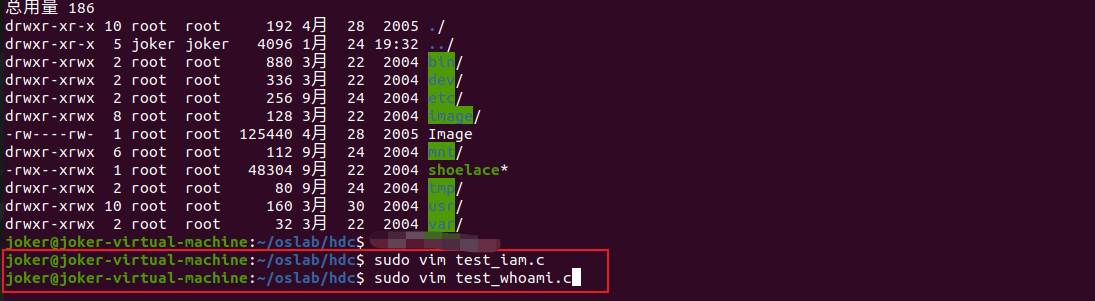 总用量 186
drwxr-xr-x 10 root root 192 4月 28 2005 ./
drwxr-xr-x 5 joker joker 4096 1月 24 19:32 ../
drwxr-xrwx 2 root root 880 3月 22 2004 bin/
drwxr-xrwx 2 root root 336 3月 22 2004 dev/
drwxr-xrwx 2 root root 256 9月 24 2004 etc/
drwxr-xrwx 8 root root 128 3月 22 2004 image/
-rw----rw- 1 root root 125440 4月 28 2005 Image
drwxr-xrwx 6 root root 112 9月 24 2004 mnt/
-rwx--xrwx 1 root root 48304 9月 22 2004 shoelace*
drwxr-xrwx 2 root root 80 9月 24 2004 tmp/
drwxr-xrwx 10 root root 160 3月 30 2004 usr/
drwxr-xrwx 2 root root 32 3月 22 2004 var/
joker@joker-virtual-machine:~/oslab/hdc$
joker@joker-virtual-machine:~/oslab/hdc$ sudo vim test_iam.c
joker@joker-virtual-machine:~/oslab/hdc$ sudo vim test_whoami.c